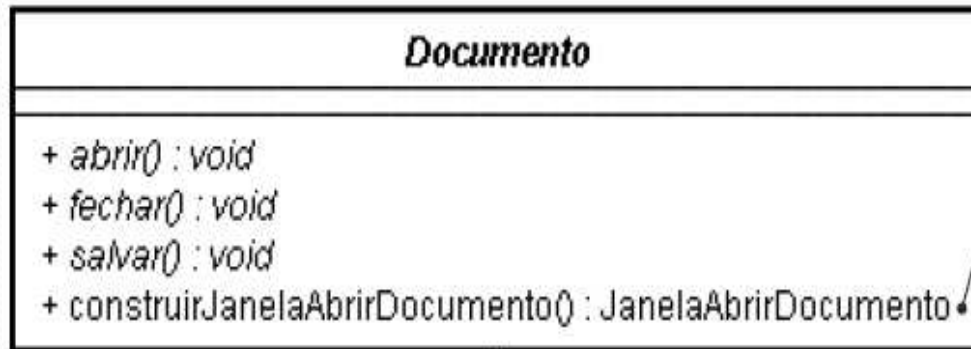 Documento
+ abrir() : void
+ fechar() : void
+ salvar() : void
+ construirJanelaAbrirDocumento() : JanelaAbrirDocumento